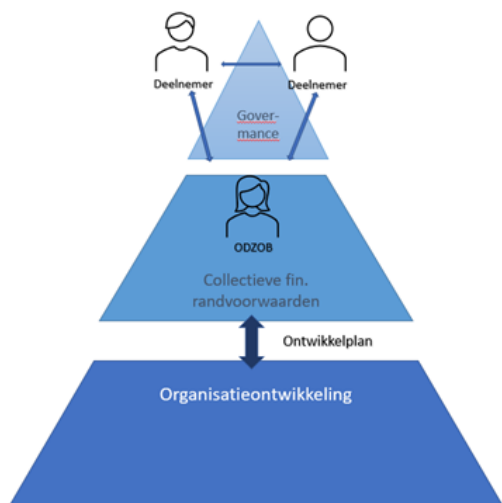 Deelnemer
Deelnemer
Gover-
mance
ODZOB
Collectieve fin.
randvoorwaarden
Ontwikkelplan
Organisatieontwikkeling